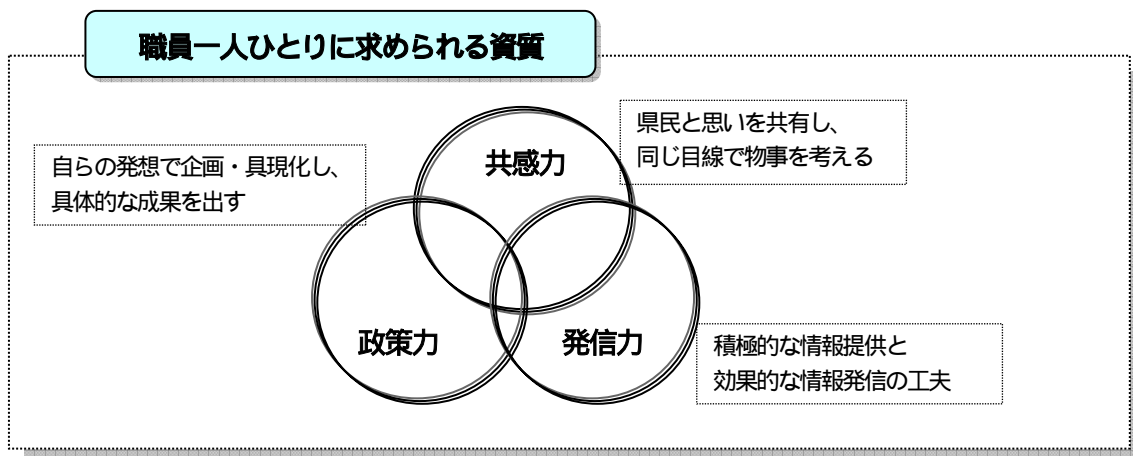 職員一人ひとりに求められる資質
共感力
県民と思いを共有し、
同じ目線で物事を考える
自らの発想で企画・具現化し、
具体的な成果を出す
政策力
発信力
積極的な情報提供と
効果的な情報発信の工夫